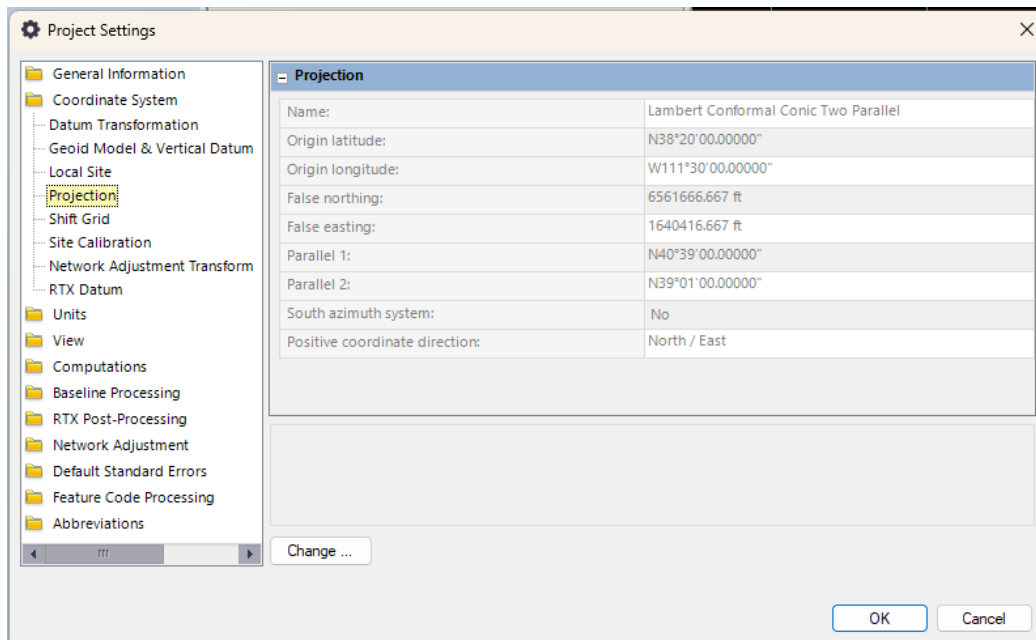 Project Settings
General Information
Coordinate System
Datum Transformation
Geoid Model & Vertical Datum
Local Site
Projection
Shift Grid
Site Calibration
Network Adjustment Transform
RTX Datum
Units
View
Computations
Baseline Processing
RTX Post-Processing
Network Adjustment
Default Standard Errors
Feature Code Processing
Abbreviations
Projection
Name: Lambert Conformal Conic Two Parallel
Origin latitude: N38°20'00.00000"
Origin longitude: W111°30'00.00000"
False northing: 6561666.667 ft
False easting: 1640416.667 ft
Parallel 1: N40°39'00.00000"
Parallel 2: N39°01'00.00000"
South azimuth system: No
Positive coordinate direction: North / East
Change ...
OK Cancel